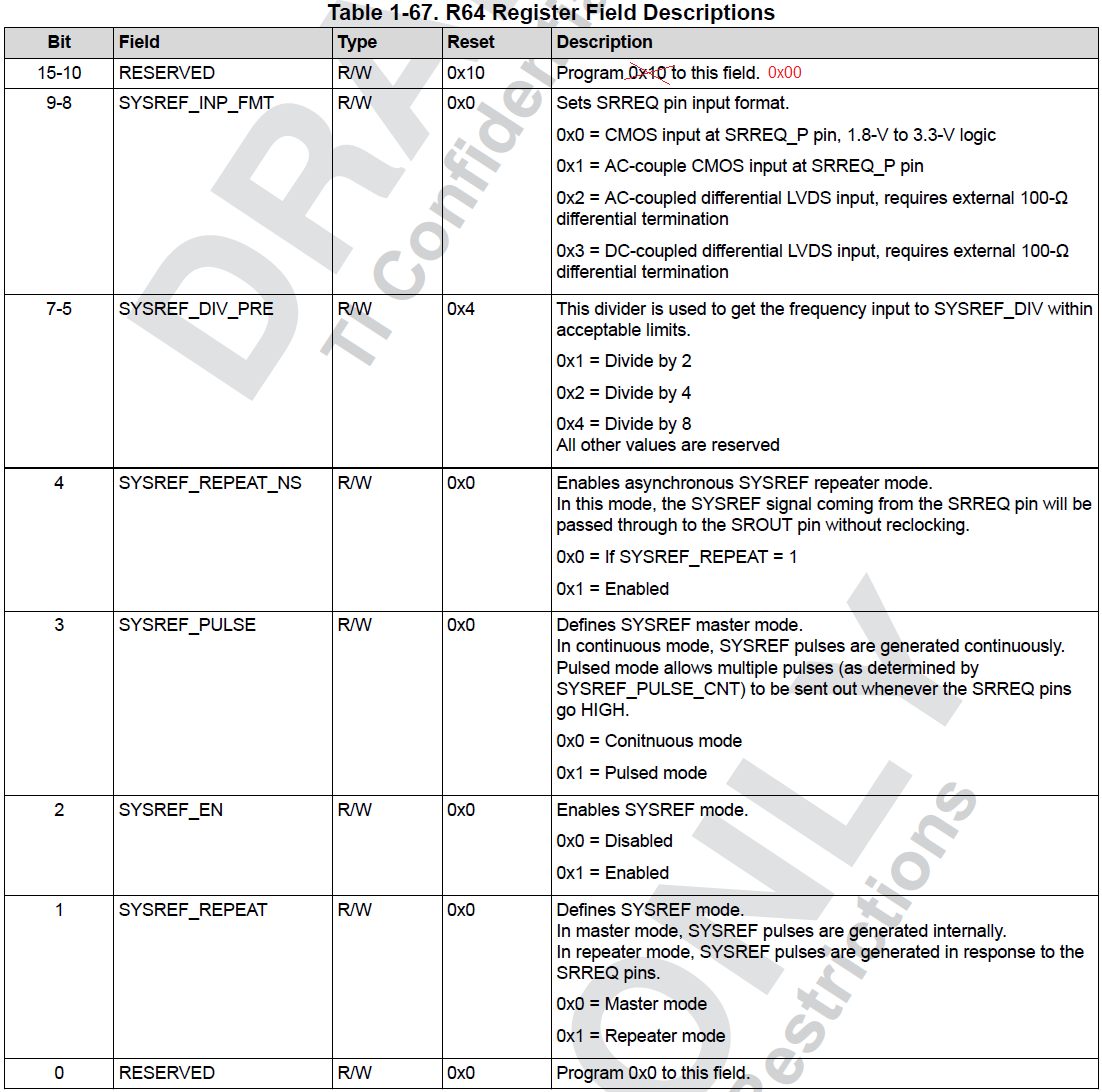 Table 1-67. R64 Register Field Descriptions
Bit Field Type Reset Description
15-10 RESERVED R/W 0x10 Program 0x10 to this field. 0x00
9-8 SYSREF_INP_FMT R/W 0x0 Sets SRREQ pin input format.
0x0 = CMOS input at SRREQ_P pin, 1.8-V to 3.3-V logic
0x1 = AC-couple CMOS input at SRREQ_P pin
0x2 = AC-coupled differential LVDS input, requires external 100-Ω
differential termination
0x3 = DC-coupled differential LVDS input, requires external 100-Ω
differential termination
7-5 SYSREF_DIV_PRE R/W 0x4 This divider is used to get the frequency input to SYSREF_DIV within
acceptable limits.
0x1 = Divide by 2
0x2 = Divide by 4
0x4 = Divide by 8
All other values are reserved
4 SYSREF_REPEAT_NS R/W 0x0 Enables asynchronous SYSREF repeater mode.
In this mode, the SYSREF signal coming from the SRREQ pin will be
passed through to the SROUT pin without reclocking.
0x0 = If SYSREF_REPEAT = 1
0x1 = Enabled
3 SYSREF_PULSE R/W 0x0 Defines SYSREF master mode.
In continuous mode, SYSREF pulses are generated continuously.
Pulsed mode allows multiple pulses (as determined by
SYSREF_PULSE_CNT) to be sent out whenever the SRREQ pins
go HIGH.
0x0 = Conitnuous mode
0x1 = Pulsed mode
2 SYSREF_EN R/W 0x0 Enables SYSREF mode.
0x0 = Disabled
0x1 = Enabled
1 SYSREF_REPEAT R/W 0x0 Defines SYSREF mode.
In master mode, SYSREF pulses are generated internally.
In repeater mode, SYSREF pulses are generated in response to the
SRREQ pins.
0x0 = Master mode
0x1 = Repeater mode
0 RESERVED R/W 0x0 Program 0x0 to this field.
DRA
TI Confiden
ONLY
Restrictions